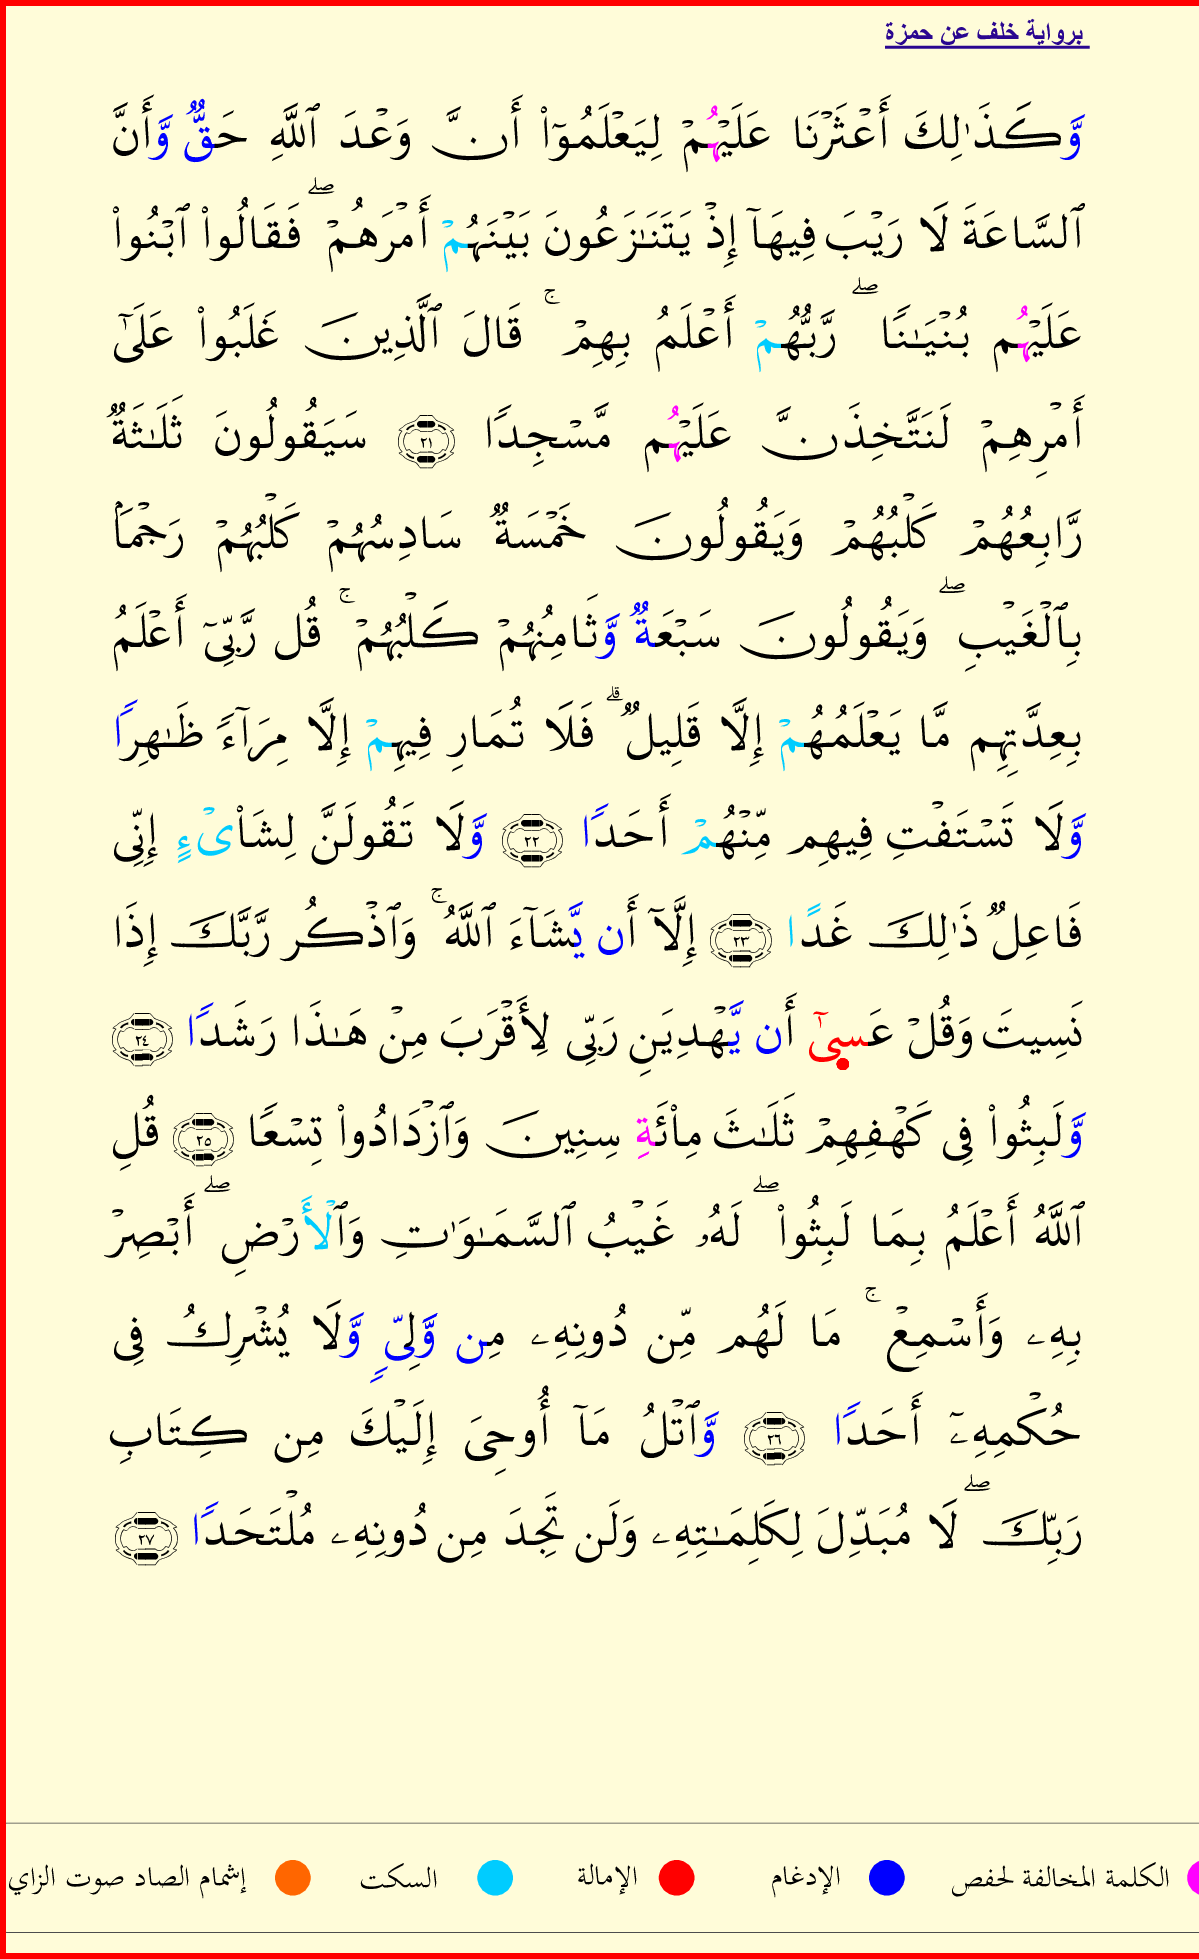 برواية خلف عن حمزة
وَّكَذَٰلِكَ أَعْثَرْنَا عَلَيْهُمْ لِيَعْلَمُوٓا۟ أَنَّ وَعْدَ ٱللَّهِ حَقٌّ وَّأَنَّ
ٱلسَّاعَةَ لَا رَيْبَ فِيهَآ إِذْ يَتَنَٰزَعُونَ بَيْنَهُمْ أَمْرَهُمْ ۖ فَقَالُوا۟ ٱبْنُوا۟
عَلَيْهُم بُنْيَٰنًا ۖ رَّبُّهُمْ أَعْلَمُ بِهِمْ ۚ قَالَ ٱلَّذِينَ غَلَبُوا۟ عَلَىٰٓ
أَمْرِهِمْ لَنَتَّخِذَنَّ عَلَيْهُم مَّسْجِدًا ٢١ سَيَقُولُونَ ثَلَٰثَةٌ
رَّابِعُهُمْ كَلْبُهُمْ وَيَقُولُونَ خَمْسَةٌ سَادِسُهُمْ كَلْبُهُمْ رَجْمًۢا
بِٱلْغَيْبِ ۖ وَيَقُولُونَ سَبْعَةٌ وَّثَامِنُهُمْ كَلْبُهُمْ ۚ قُل رَّبِّىٓ أَعْلَمُ
بِعِدَّتِهِم مَّا يَعْلَمُهُمْ إِلَّا قَلِيلٌ ۗ فَلَا تُمَارِ فِيهِمْ إِلَّا مِرَآءً ظَٰهِرًا
وَّلَا تَسْتَفْتِ فِيهِم مِّنْهُمْ أَحَدًا ٢٢ وَّلَا تَقُولَنَّ لِشَا۟ىْءٍ إِنِّى
فَاعِلٌ ذَٰلِكَ غَدًا ٢٣ إِلَّآ أَن يَّشَآءَ ٱللَّهُ ۚ وَٱذْكُر رَّبَّكَ إِذَا
نَسِيتَ وَقُلْ عَسىٰٓ أَن يَّهْدِيَنِ رَبِّى لِأَقْرَبَ مِنْ هَٰذَا رَشَدًا ٢٤
وَّلَبِثُوا۟ فِى كَهْفِهِمْ ثَلَٰثَ مِا۟ئَةِ سِنِينَ وَٱزْدَادُوا۟ تِسْعًا ٢٥ قُلِ
ٱللَّهُ أَعْلَمُ بِمَا لَبِثُوا۟ ۖ لَهُۥ غَيْبُ ٱلسَّمَٰوَٰتِ وَٱلْأَرْضِ ۖ أَبْصِرْ
بِهِۦ وَأَسْمِعْ ۚ مَا لَهُم مِّن دُونِهِۦ مِن وَّلِىٍّ وَّلَا يُشْرِكُ فِى
حُكْمِهِۦٓ أَحَدًا ٢٦ وَّٱتْلُ مَآ أُوحِىَ إِلَيْكَ مِن كِتَابِ
رَبِّكَ ۖ لَا مُبَدِّلَ لِكَلِمَٰتِهِۦ وَلَن تَجِدَ مِن دُونِهِۦ مُلْتَحَدًا ٢٧
الكلمة المخالفة لحفص الإدغام الإمالة السكت إشمام الصاد صوت الزاي